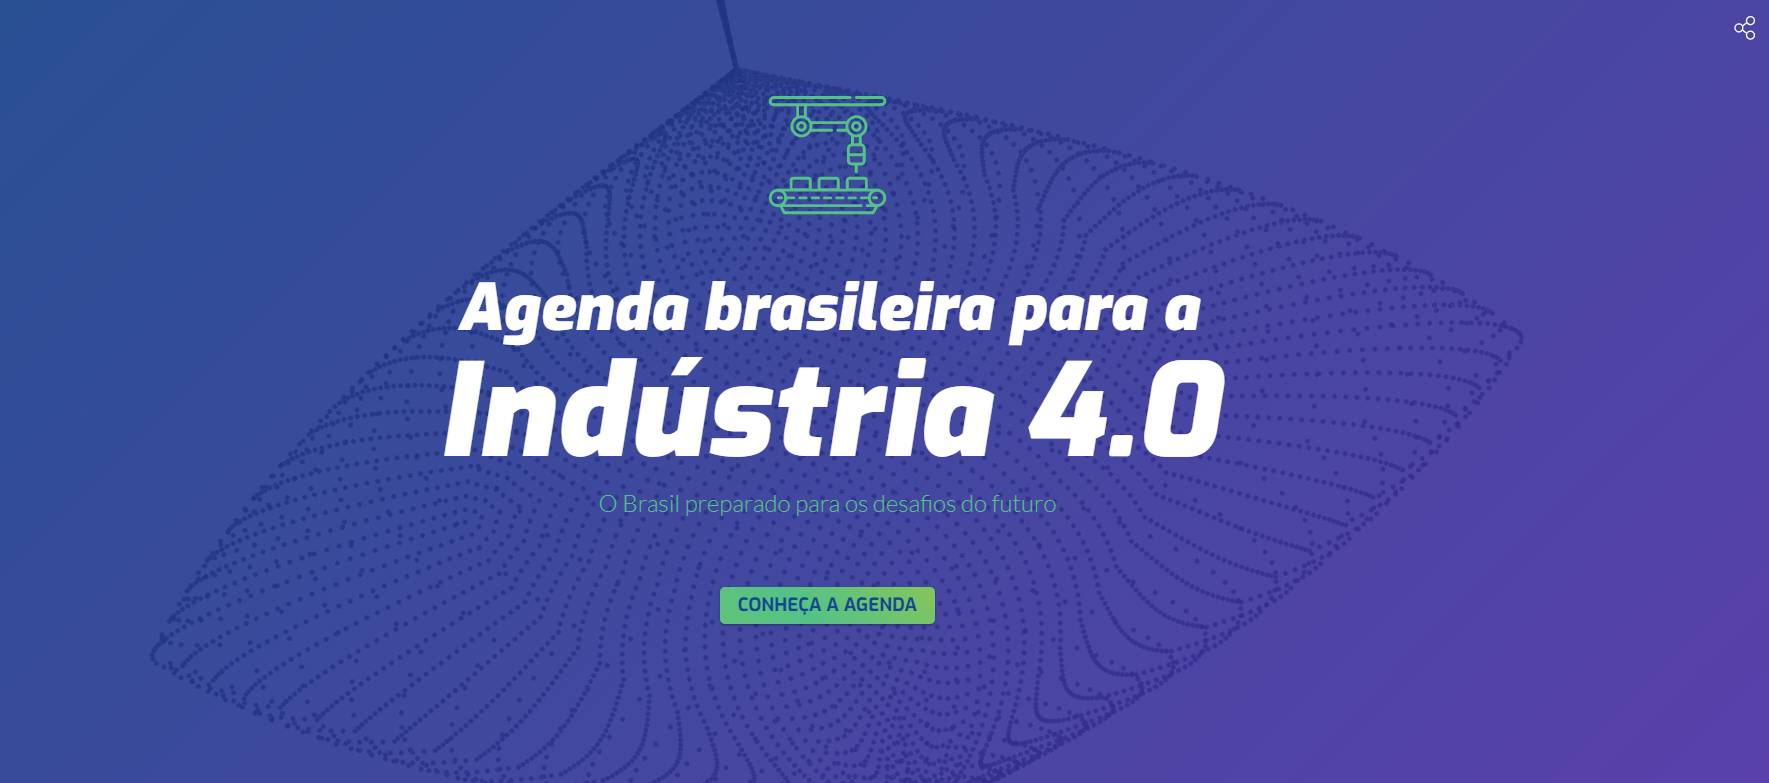 Agenda brasileira para a
Indústria 4.0
O Brasil preparado para os desafios do futuro
CONHEÇA A AGENDA